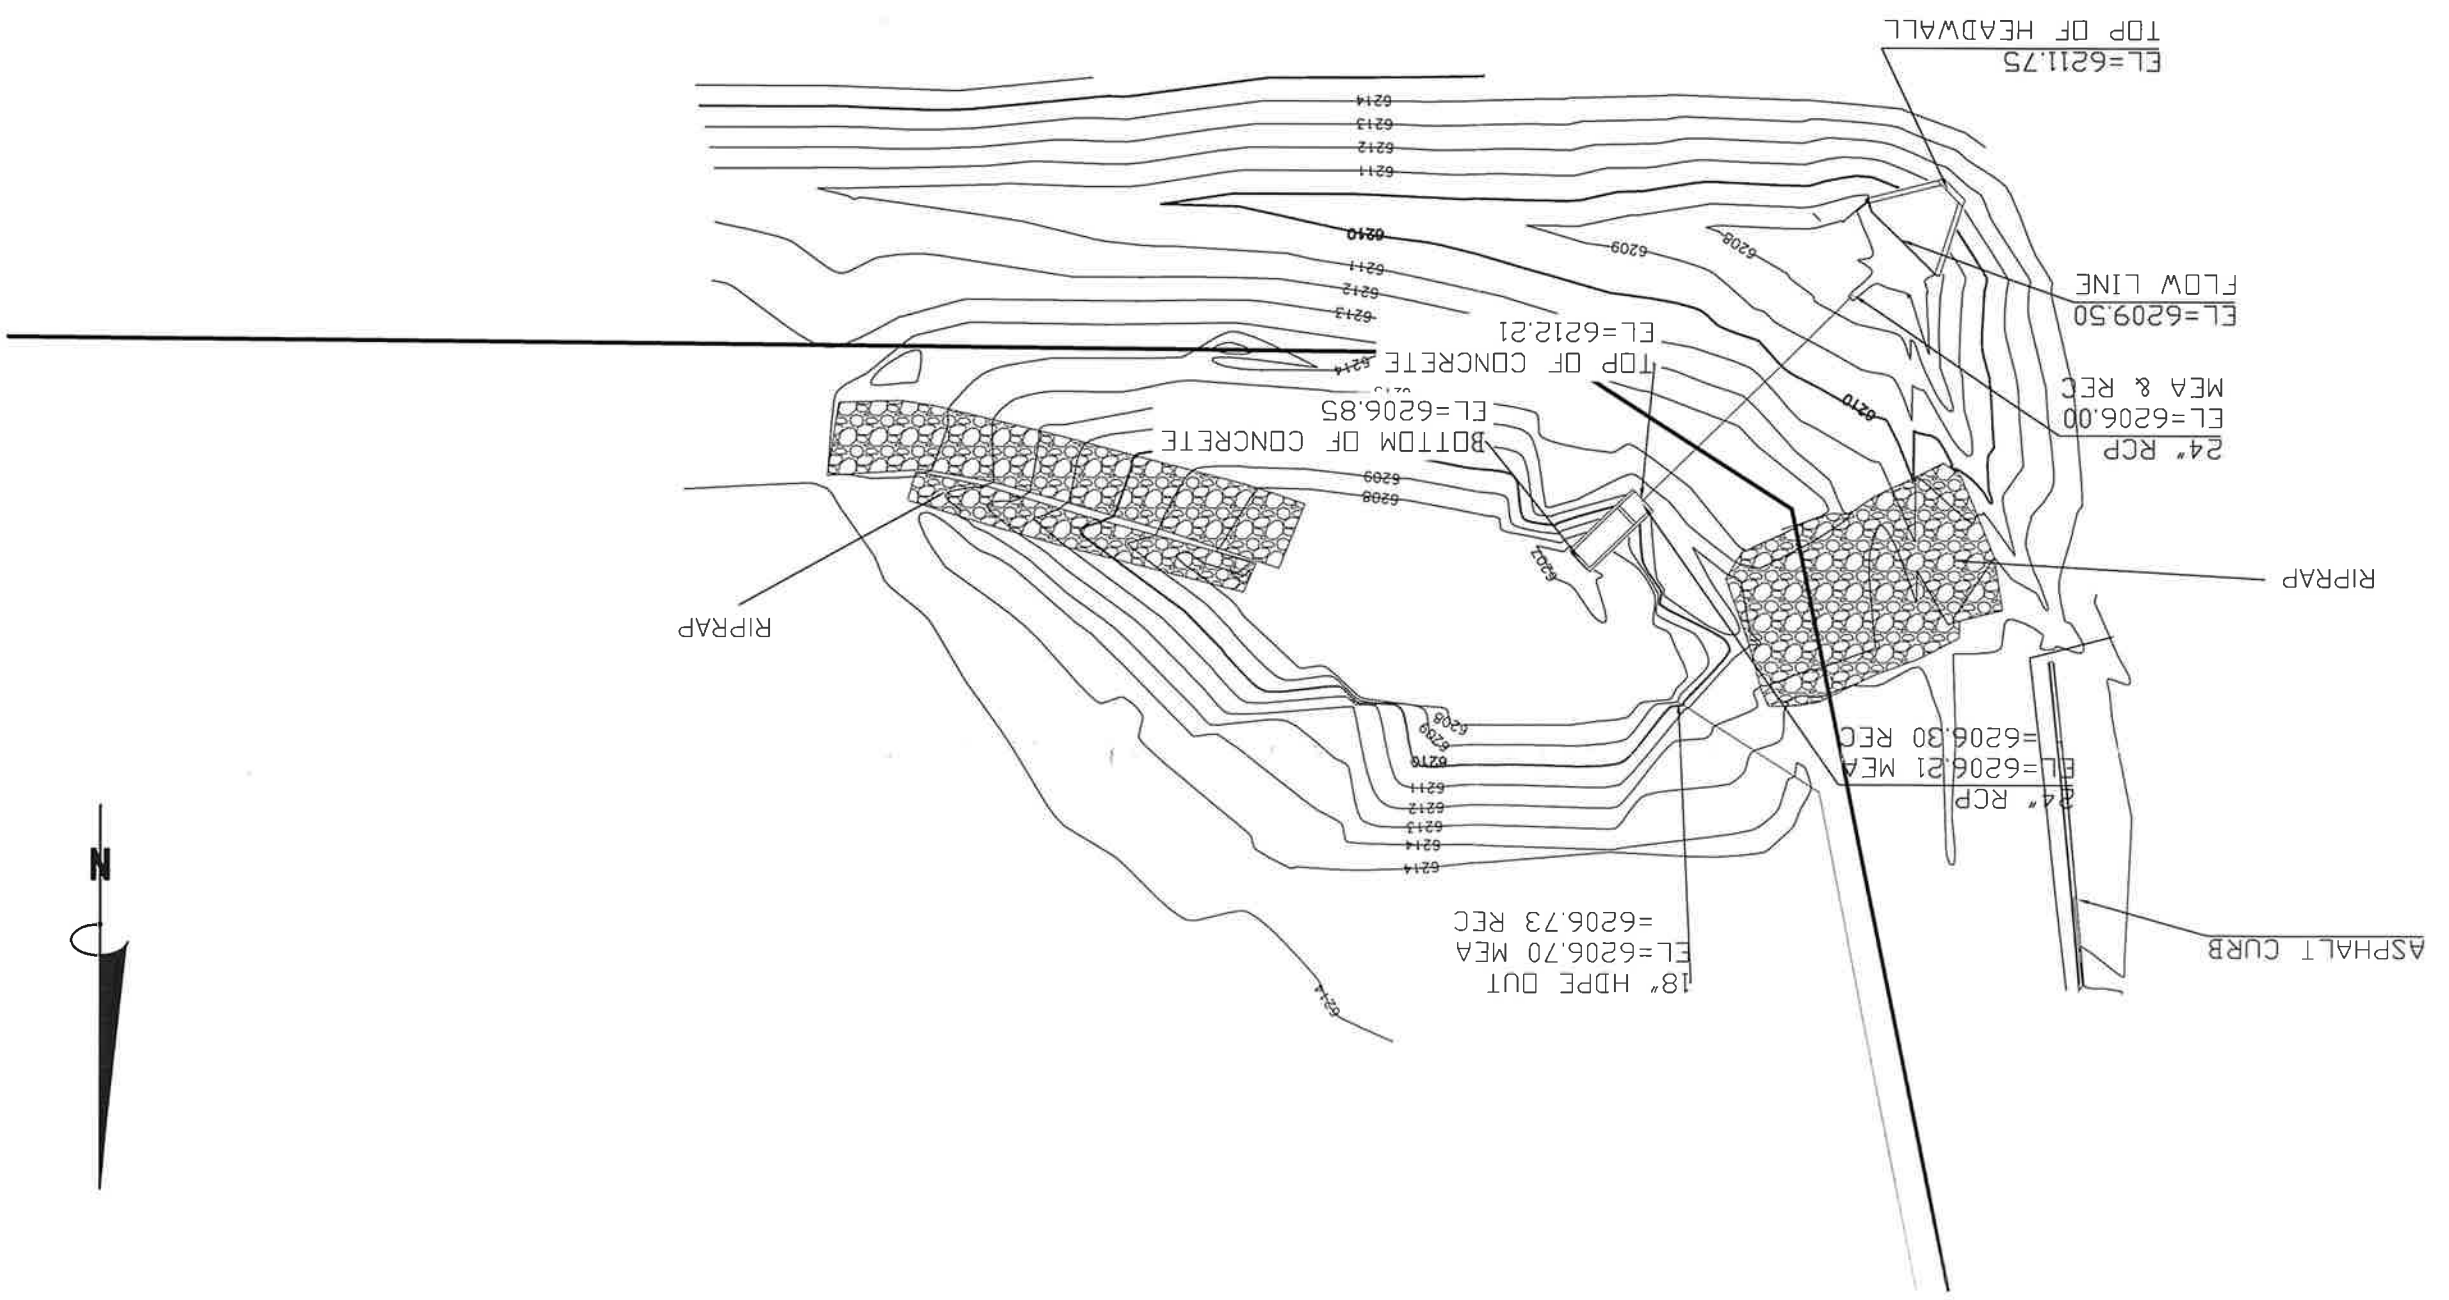 6214
18" HDPE OUT
EL=6206.70 MEA
=6206.73 REC
ASPHALT CURB
N
6214
6214
6213
6212
6211
6210
6209
6208
24" RCP
EL=6206.21 MEA
=6206.30 REC
RIPRAP
RIPRAP
6207
6208
6209
BOTTOM OF CONCRETE
EL=6206.85
24" RCP
EL=6206.00
MEA & REC
6210
6214
TOP OF CONCRETE
EL=6212.21
6213
6212
6211
EL=6209.50
FLOW LINE
6208
6209
6210
6211
6212
6213
6214
EL=6211.75
TOP OF HEADWALL